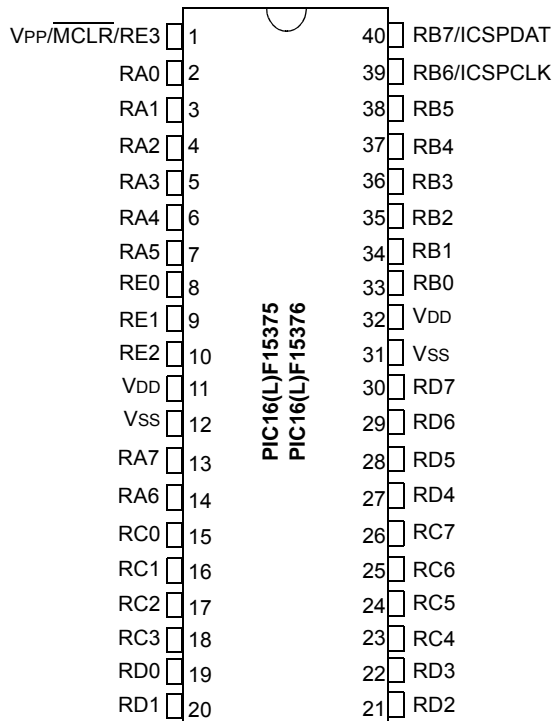 VPP/MCLR/RE3 1 40 RB7/ICSPDAT
RA0 2 39 RB6/ICSPCLK
RA1 3 38 RB5
RA2 4 37 RB4
RA3 5 36 RB3
RA4 6 35 RB2
RA5 7 34 RB1
RE0 8 33 RB0
RE1 9 32 VDD
RE2 10 31 VSS
VDD 11 30 RD7
VSS 12 29 RD6
RA7 13 28 RD5
RA6 14 27 RD4
RC0 15 26 RC7
RC1 16 25 RC6
RC2 17 24 RC5
RC3 18 23 RC4
RD0 19 22 RD3
RD1 20 21 RD2
PIC16(L)F15375
PIC16(L)F15376